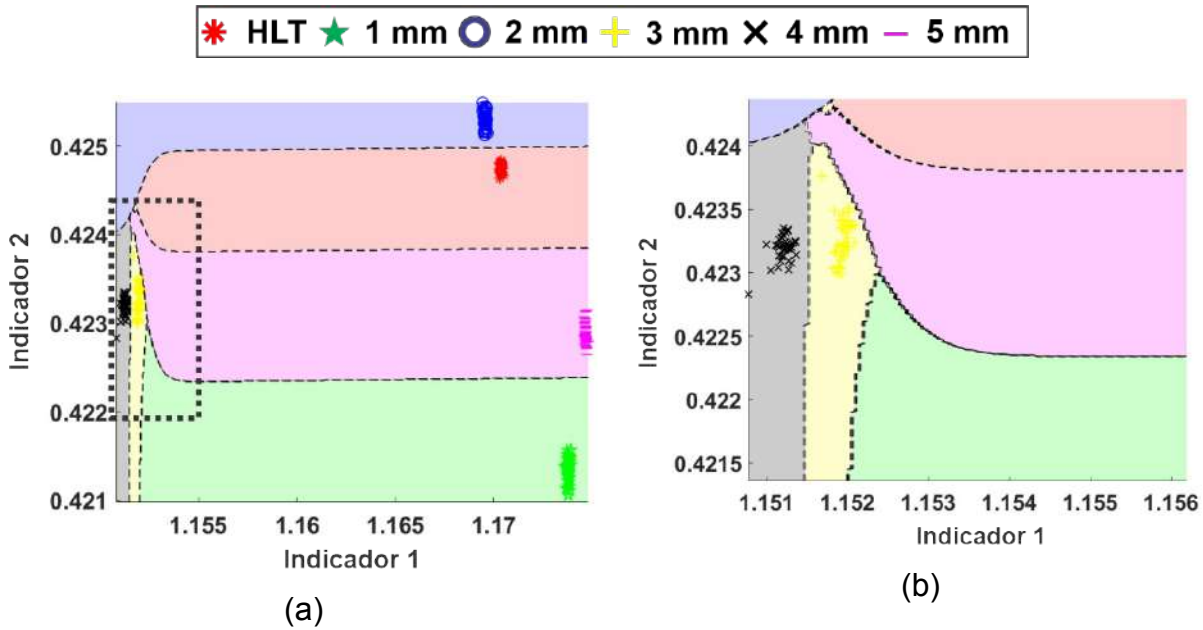 HLT 1 mm 2 mm 3 mm 4 mm 5 mm
0.425
0.424
0.423
0.422
0.421
Indicador 2
1.155 1.16 1.165 1.17
Indicador 1
(a)
0.424
0.4235
0.423
0.4225
0.422
0.4215
Indicador 2
1.151 1.152 1.153 1.154 1.155 1.156
Indicador 1
(b)